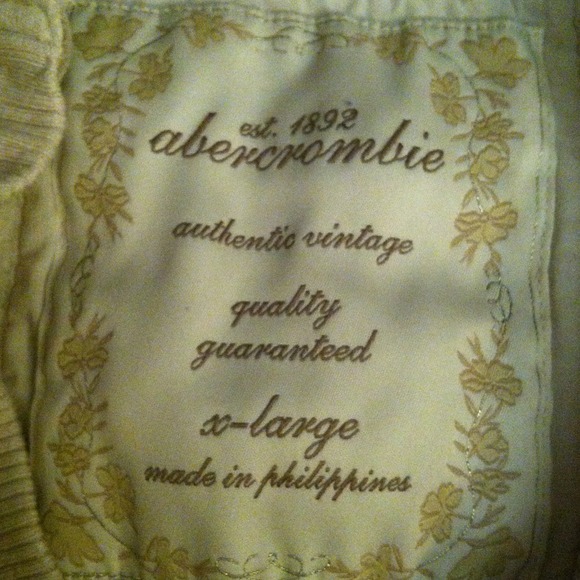 est. 1892
abercrombie
authentic vintage
quality
guaranteed
x-large
made in philippines